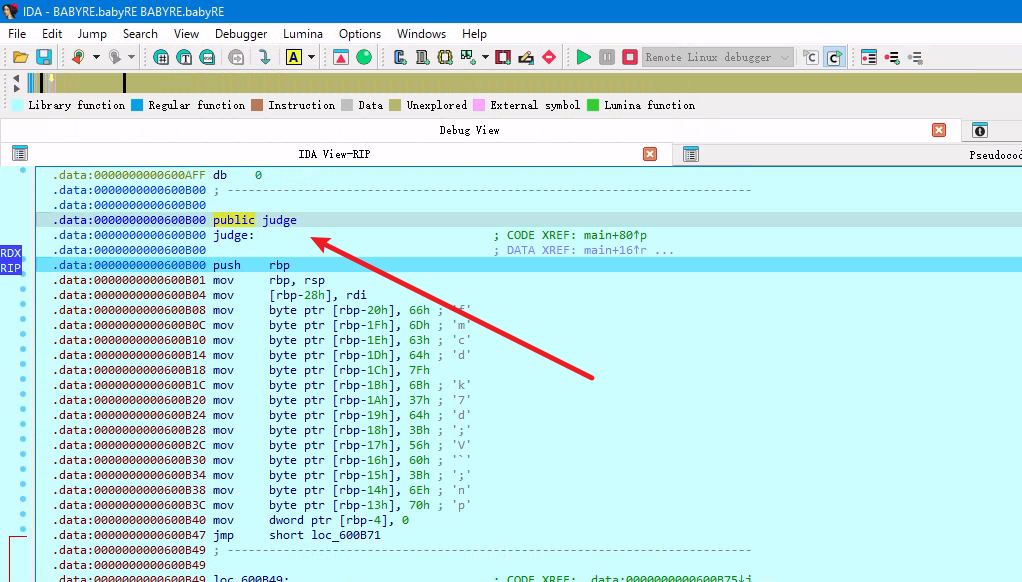 IDA - BABYRE.babyRE BABYRE.babyRE
File Edit Jump Search View Debugger Lumina Options Windows Help
Remote Linux debugger
Library function Regular function Instruction Data Unexplored External symbol Lumina function
Debug View
IDA View-RIP Pseudocod
.data:0000000000600AFF db 0
.data:0000000000600B00 ; ---------------------------------------------------------------------------
.data:0000000000600B00
.data:0000000000600B00 public judge
.data:0000000000600B00 judge: ; CODE XREF: main+80↑p
RDX .data:0000000000600B00 ; DATA XREF: main+16↑r ...
RIP .data:0000000000600B00 push rbp
.data:0000000000600B01 mov rbp, rsp
.data:0000000000600B04 mov [rbp-28h], rdi
.data:0000000000600B08 mov byte ptr [rbp-20h], 66h ; 'f'
.data:0000000000600B0C mov byte ptr [rbp-1Fh], 6Dh ; 'm'
.data:0000000000600B10 mov byte ptr [rbp-1Eh], 63h ; 'c'
.data:0000000000600B14 mov byte ptr [rbp-1Dh], 64h ; 'd'
.data:0000000000600B18 mov byte ptr [rbp-1Ch], 7Fh
.data:0000000000600B1C mov byte ptr [rbp-1Bh], 6Bh ; 'k'
.data:0000000000600B20 mov byte ptr [rbp-1Ah], 37h ; '7'
.data:0000000000600B24 mov byte ptr [rbp-19h], 64h ; 'd'
.data:0000000000600B28 mov byte ptr [rbp-18h], 3Bh ; ';'
.data:0000000000600B2C mov byte ptr [rbp-17h], 56h ; 'V'
.data:0000000000600B30 mov byte ptr [rbp-16h], 60h ; '`'
.data:0000000000600B34 mov byte ptr [rbp-15h], 3Bh ; ';'
.data:0000000000600B38 mov byte ptr [rbp-14h], 6Eh ; 'n'
.data:0000000000600B3C mov byte ptr [rbp-13h], 70h ; 'p'
.data:0000000000600B40 mov dword ptr [rbp-4], 0
.data:0000000000600B47 jmp short loc_600B71
.data:0000000000600B49 ; ---------------------------------------------------------------------------
.data:0000000000600B49
.data:0000000000600B49 loc_600B49: ; CODE XREF: .data:0000000000600B75↓j